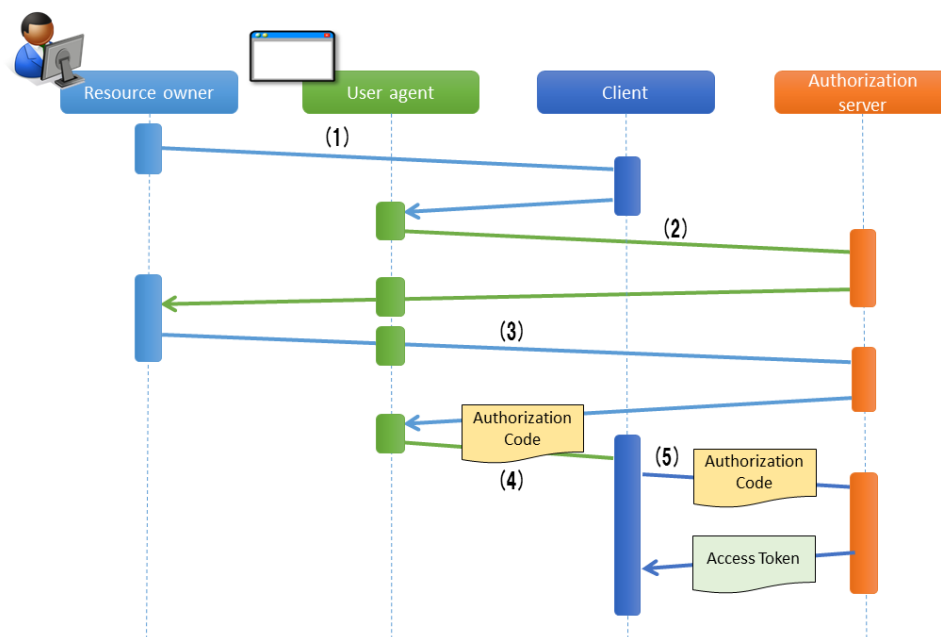 Resource owner
User agent
Client
Authorization
server
(1)
(2)
(3)
Authorization
Code
(4)
(5)
Authorization
Code
Access Token